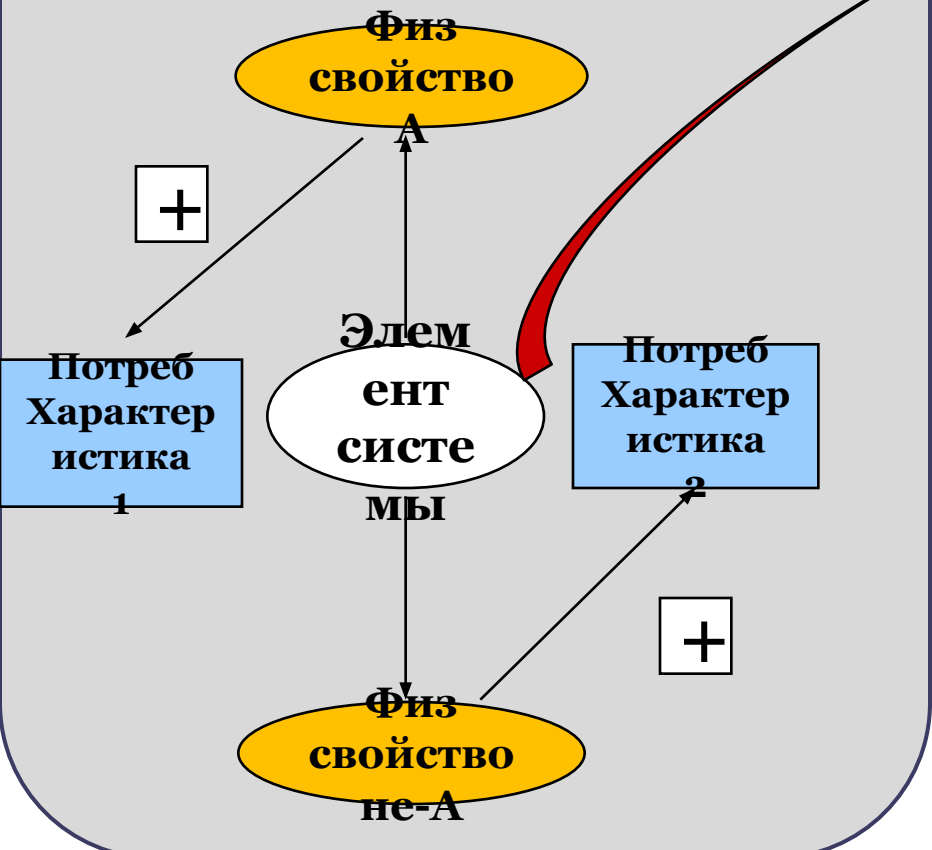 Физ
свойство
А
+
Элем
ент
систе
мы
Потреб
Характер
истика
1
Потреб
Характер
истика
2
+
Физ
свойство
не-А